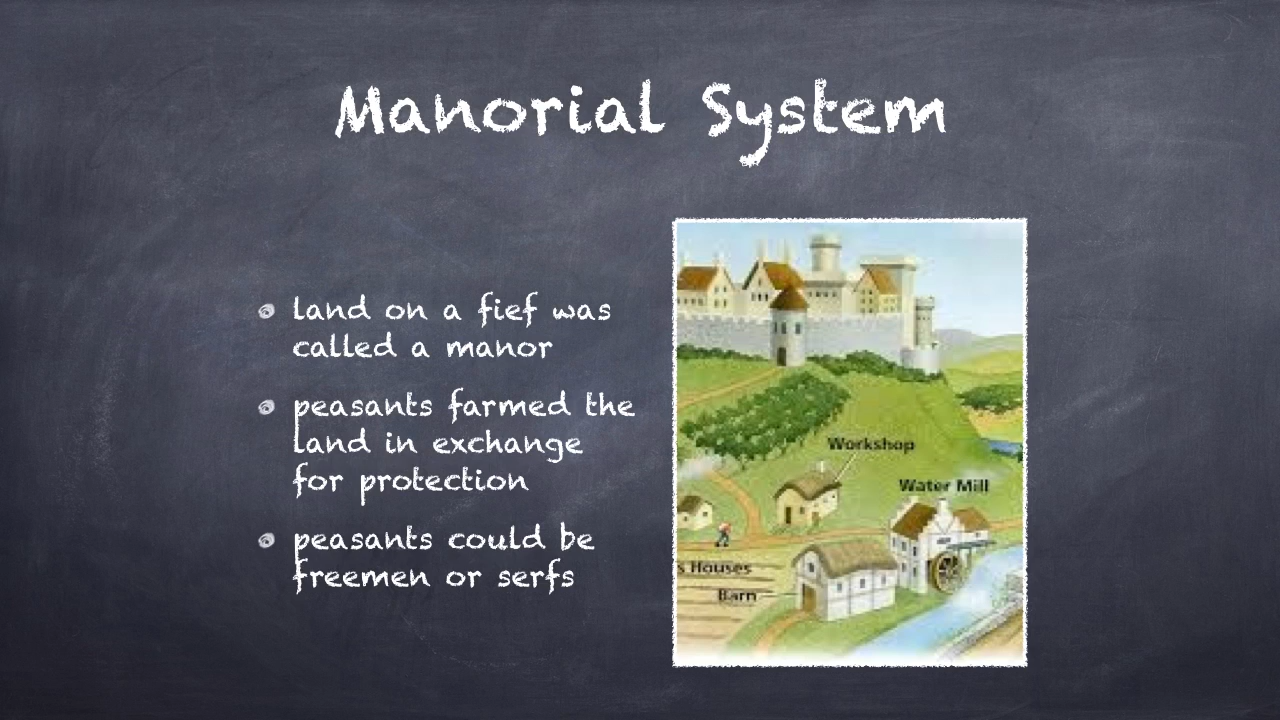 Manorial System
land on a fief was
called a manor
peasants farmed the
land in exchange
for protection
peasants could be
freemen or serfs
Workshop
Water Mill
s Houses
Barn